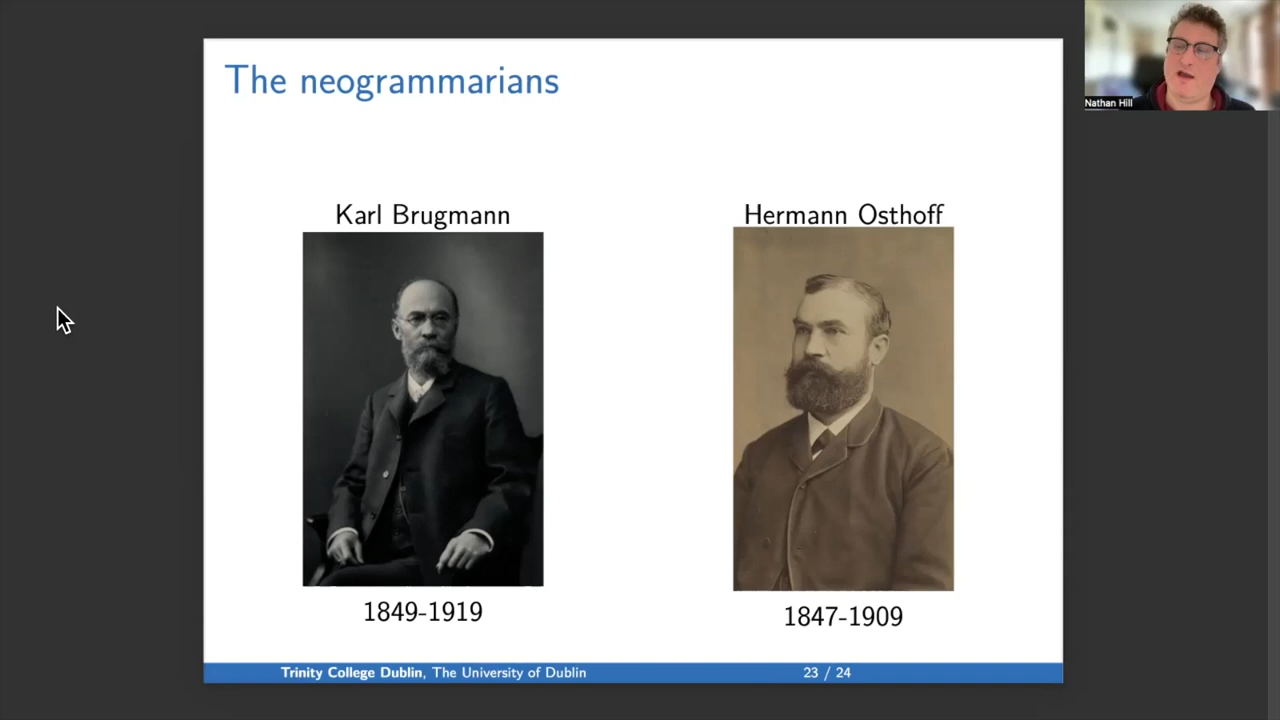 The neogrammarians
Nathan Hill
Karl Brugmann
Hermann Osthoff
1849-1919
1847-1909
Trinity College Dublin, The University of Dublin
23 / 24